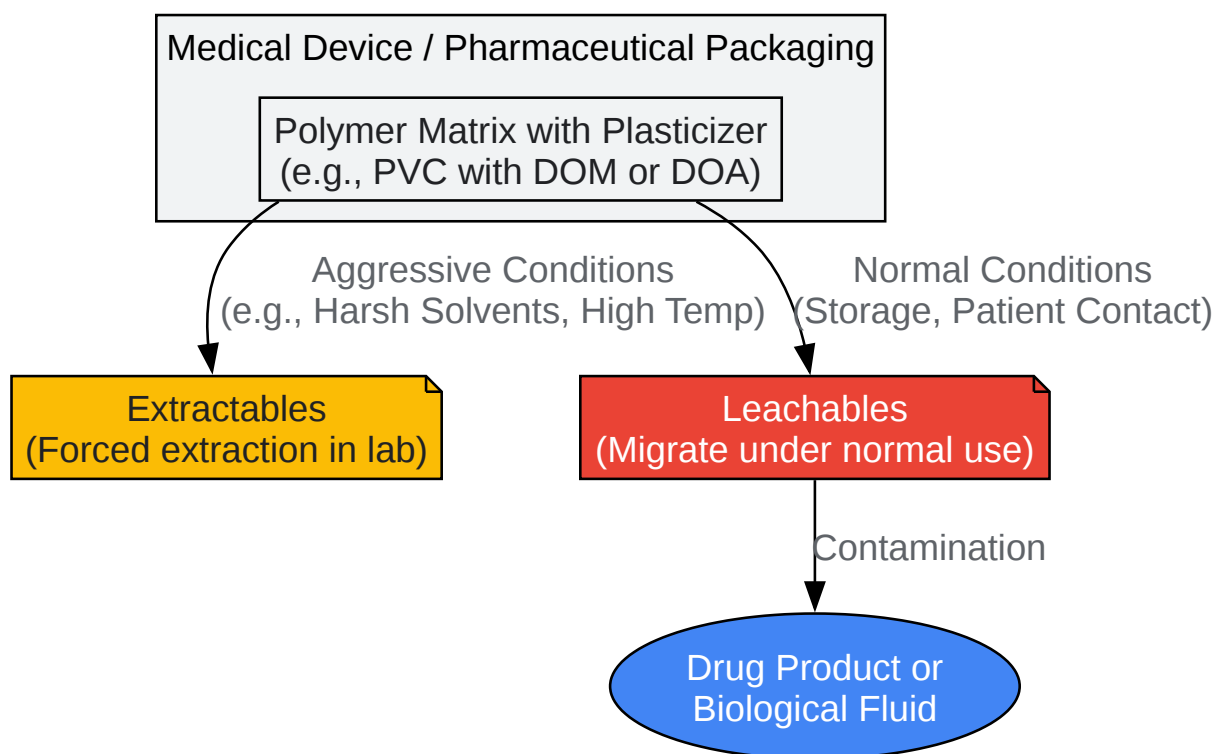 Medical Device / Pharmaceutical Packaging
Polymer Matrix with Plasticizer
(e.g., PVC with DOM or DOA)
Aggressive Conditions
(e.g., Harsh Solvents, High Temp)
Normal Conditions
(Storage, Patient Contact)
Extractables
(Forced extraction in lab)
Leachables
(Migrate under normal use)
Contamination
Drug Product or
Biological Fluid